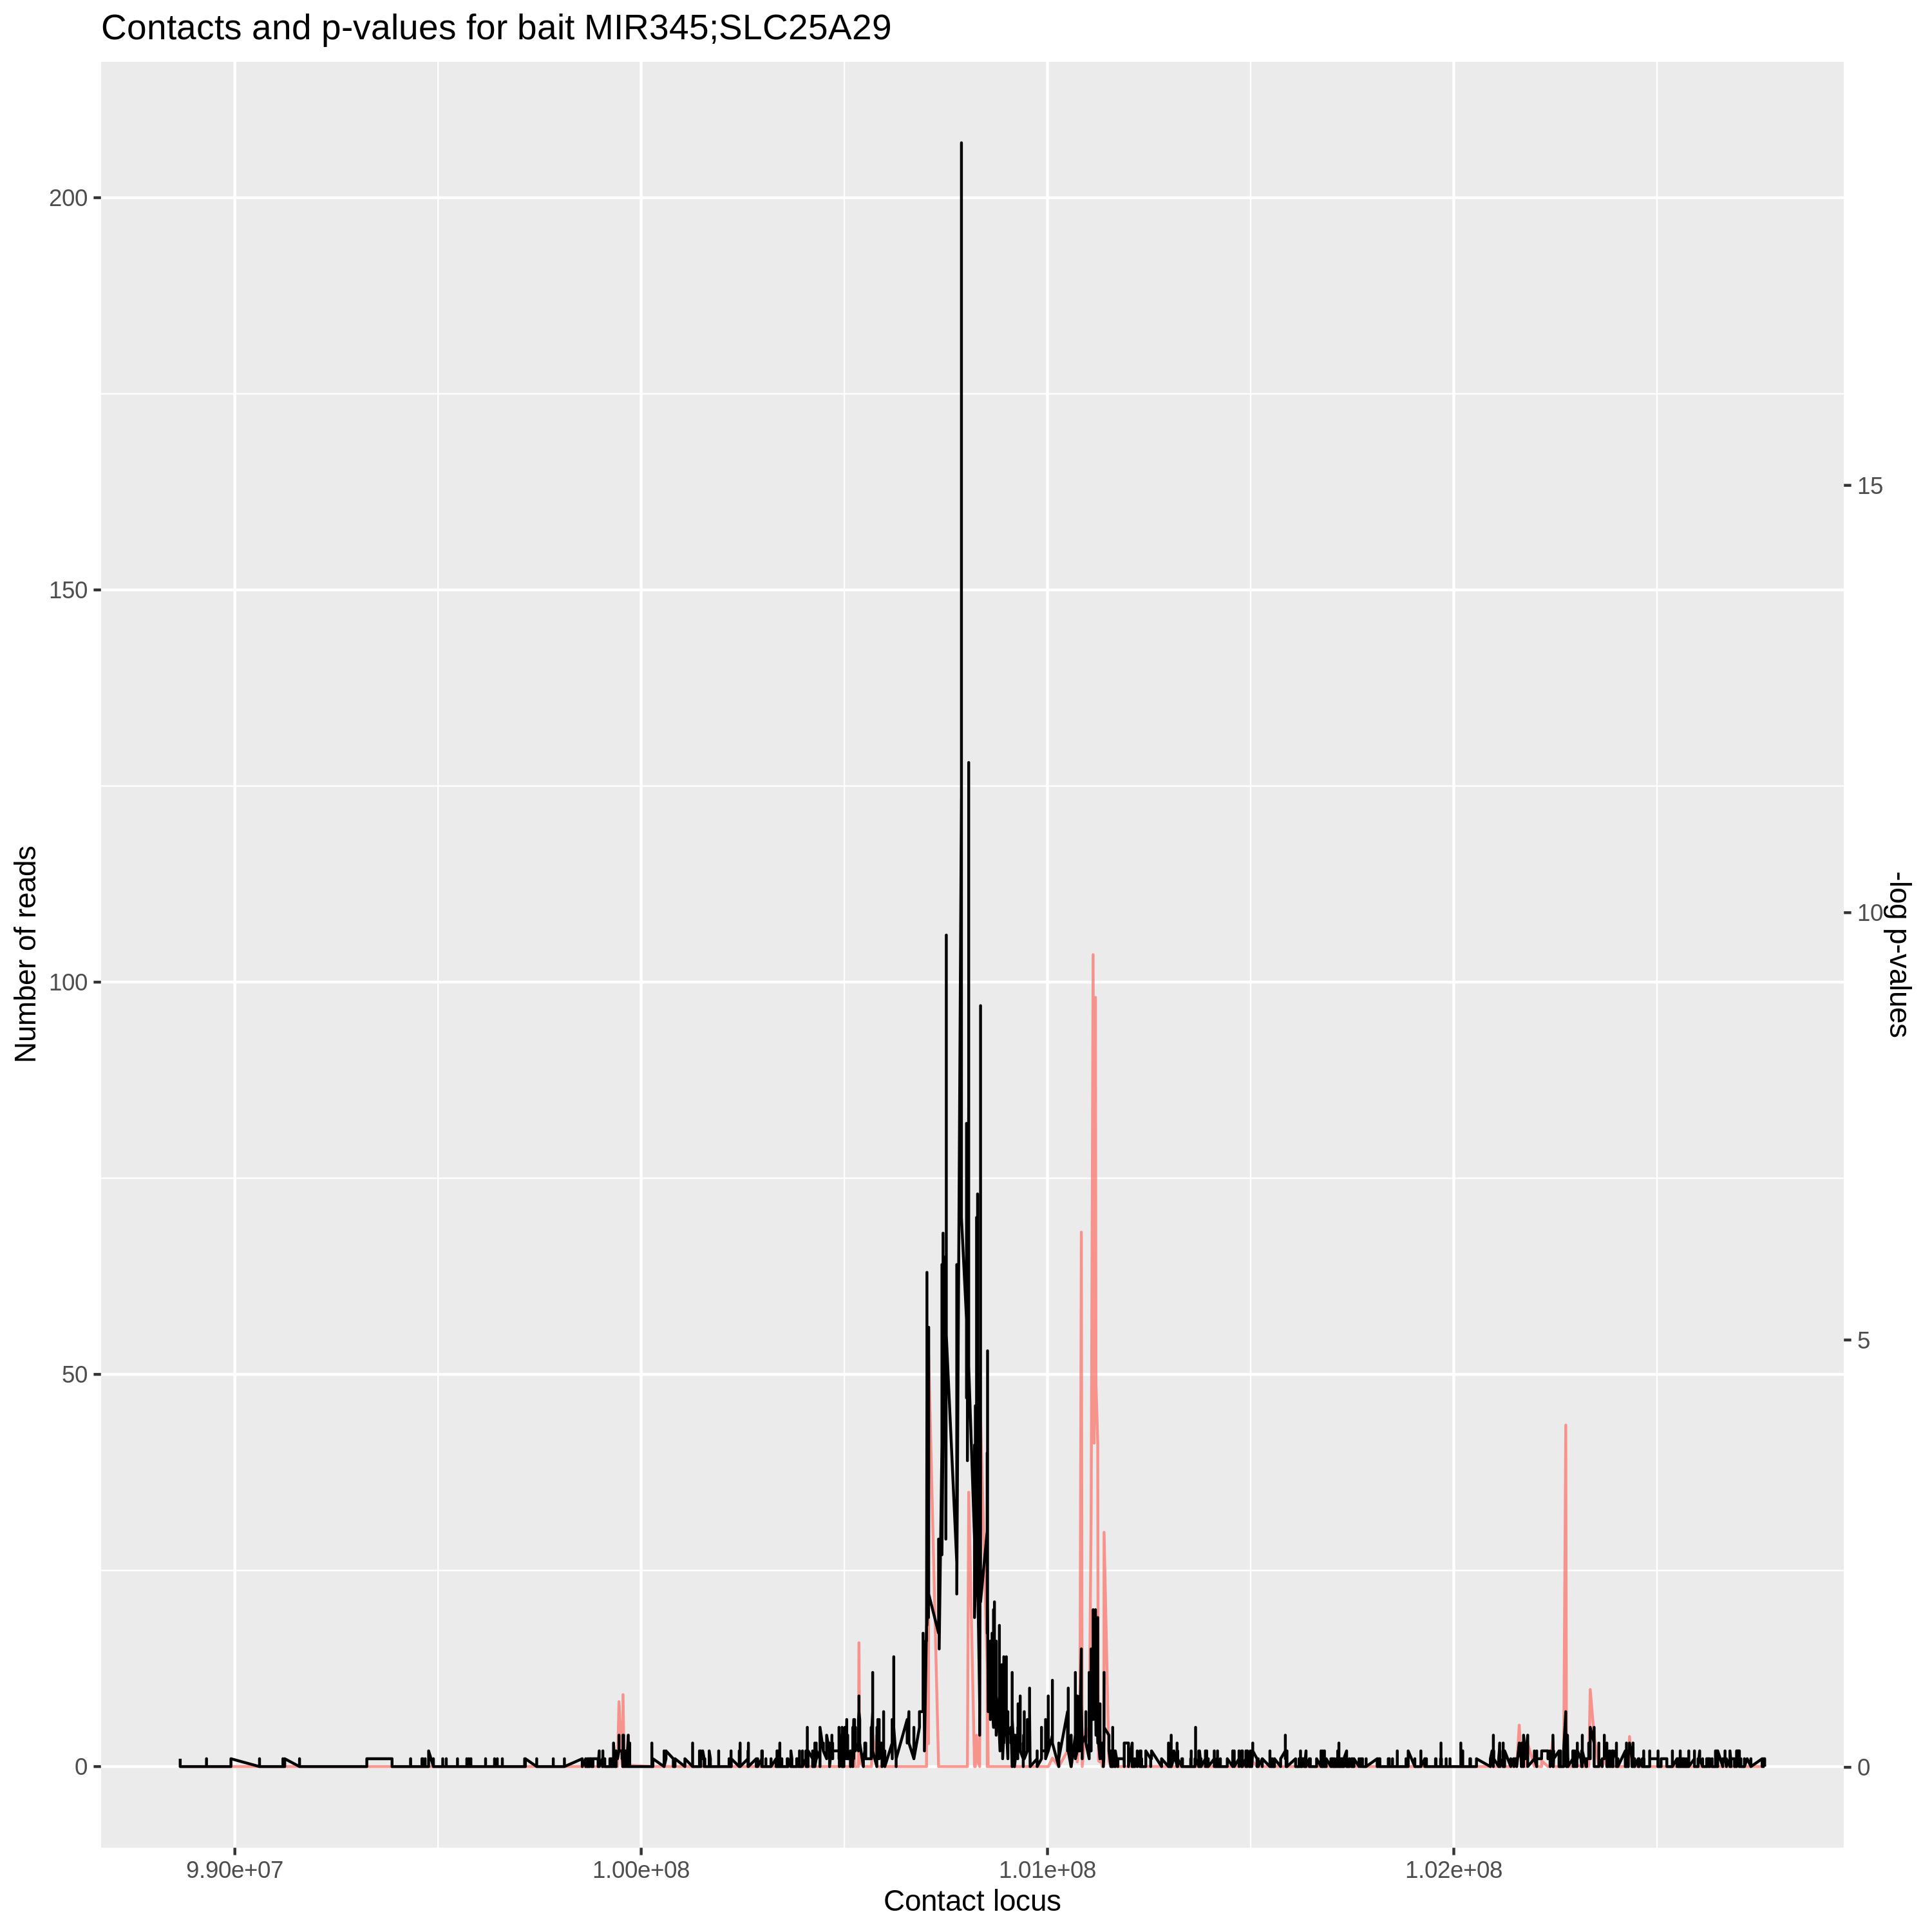 Contacts and p-values for bait MIR345;SLC25A29
200
150
100
50
0
Number of reads
15
10
5
0
-log p-values
9.90e+07
1.00e+08
1.01e+08
1.02e+08
Contact locus